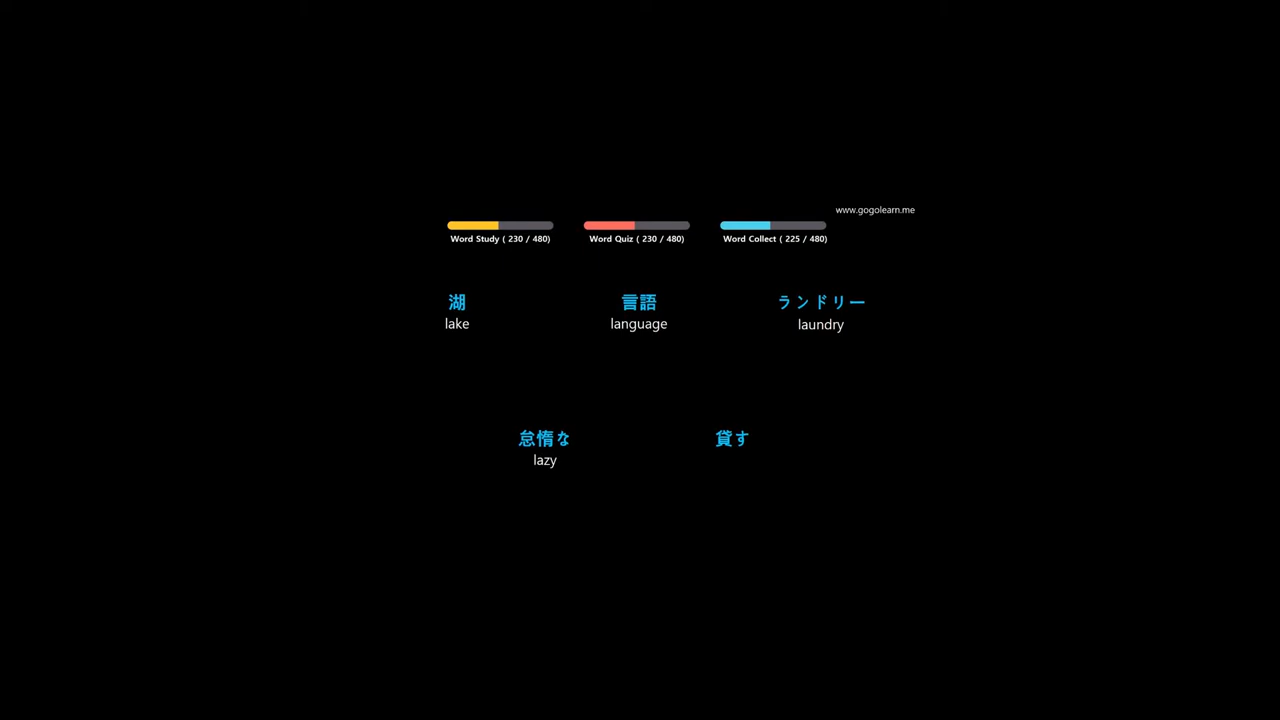 www.gogolearn.me
Word Study ( 230 / 480)
Word Quiz ( 230 / 480)
Word Collect ( 225 / 480)
湖
lake
言語
language
ランドリー
laundry
怠惰な
lazy
貸す